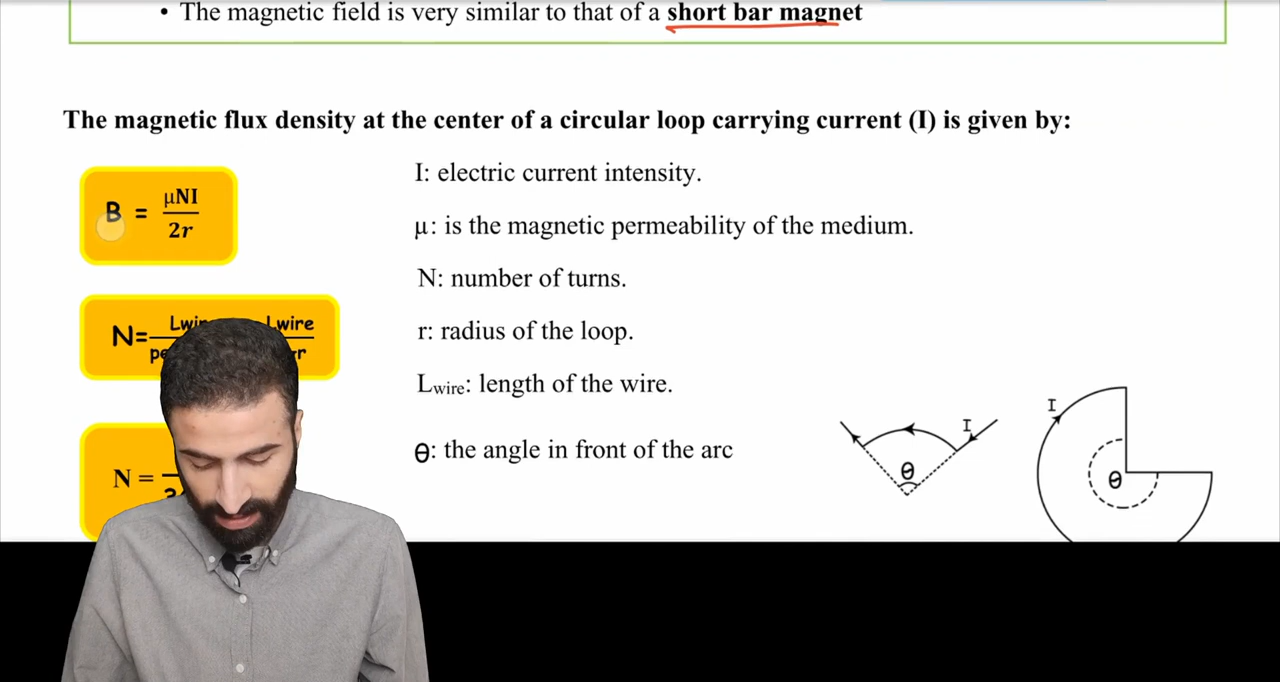 • The magnetic field is very similar to that of a short bar magnet
The magnetic flux density at the center of a circular loop carrying current (I) is given by:
B = μNI / 2r
I: electric current intensity.
μ: is the magnetic permeability of the medium.
N: number of turns.
N= Lwire
r: radius of the loop.
Lwire: length of the wire.
θ: the angle in front of the arc
N =
I
θ
I
θ